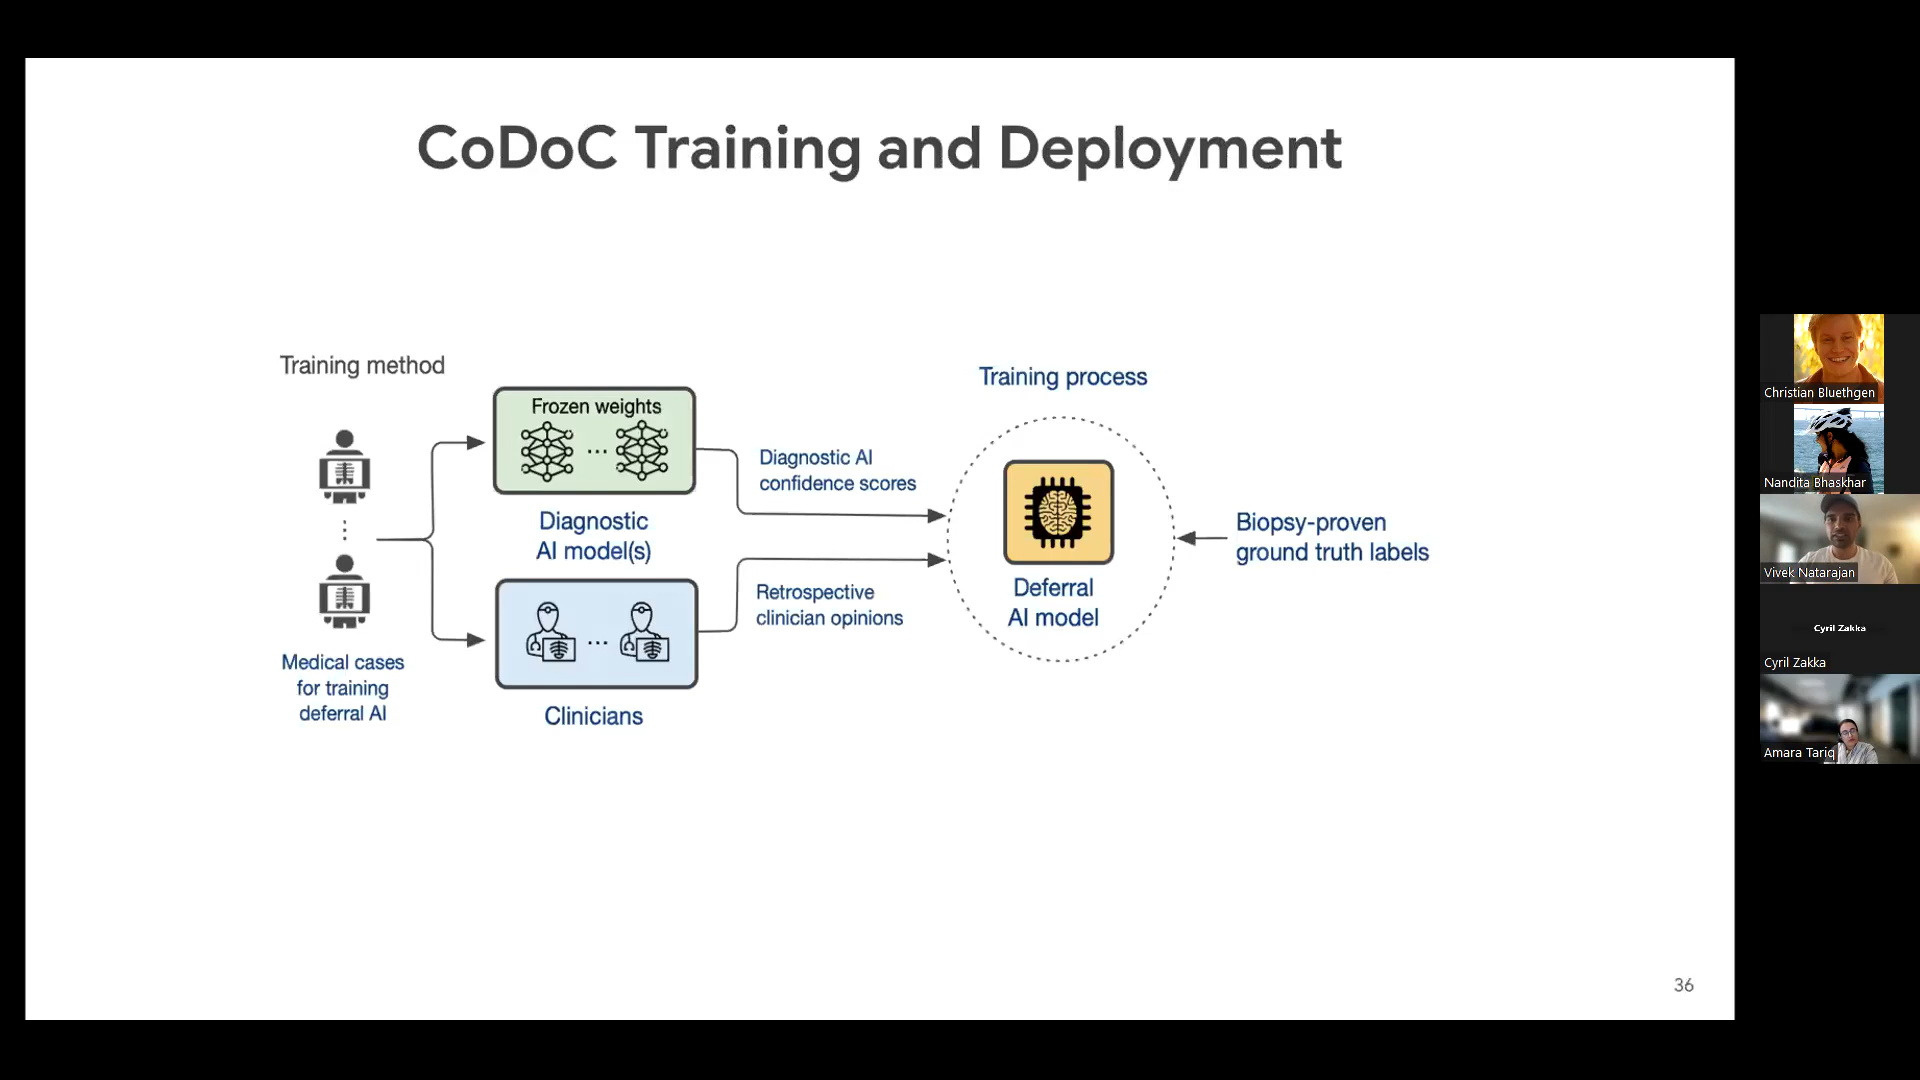 CoDoC Training and Deployment
Training method
Frozen weights
Diagnostic
AI model(s)
Medical cases
for training
deferral AI
Clinicians
Diagnostic AI
confidence scores
Retrospective
clinician opinions
Training process
Deferral
AI model
Biopsy-proven
ground truth labels
36
Christian Bluethgen
Nandita Bhaskhar
Vivek Natarajan
Cyril Zakka
Cyril Zakka
Amara Tariq